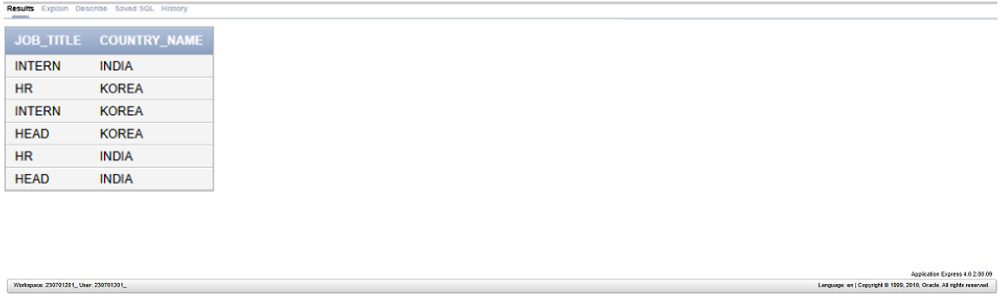 Results Explain Describe Saved SQL History
JOB_TITLE COUNTRY_NAME
INTERN INDIA
HR KOREA
INTERN KOREA
HEAD KOREA
HR INDIA
HEAD INDIA
Application Express 4.0.2.00.09
Workspace: 230701201_ User: 230701201_ Language: en | Copyright © 1999, 2010, Oracle. All rights reserved.